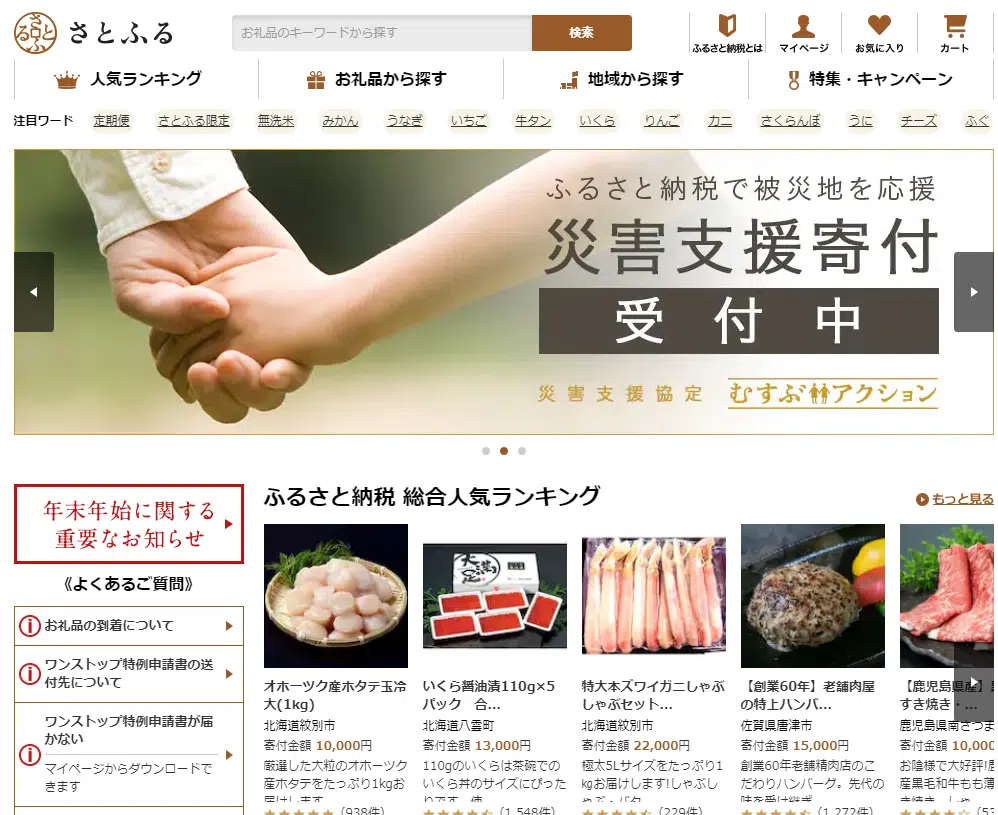 さとふる
さとふる
お礼品のキーワードから探す
検索
ふるさと納税とは
マイページ
お気に入り
カート
人気ランキング
お礼品から探す
地域から探す
特集・キャンペーン
注目ワード 定期便 さとふる限定 無洗米 みかん うなぎ いちご 牛タン いくら りんご カニ さくらんぼ うに チーズ ふぐ
ふるさと納税で被災地を応援
災害支援寄付
受付中
災害支援協定 むすぶアクション
年末年始に関する
重要なお知らせ
《よくあるご質問》
お礼品の到着について
ワンストップ特例申請書の送
付先について
ワンストップ特例申請書が届
かない
マイページからダウンロードで
きます
ふるさと納税 総合人気ランキング
もっと見る
オホーツク産ホタテ玉冷
大(1kg)
北海道紋別市
寄付金額 10,000円
厳選した大粒のオホーツク
産ホタテをたっぷり1kgお
届けします
★★★★★ (938件)
いくら醤油漬110g×5
パック 合...
北海道八雲町
寄付金額 13,000円
110gのいくらは茶碗での
いくら丼のサイズにぴった
りです。使
(1,548件)
特大本ズワイガニしゃぶ
しゃぶセット...
北海道紋別市
寄付金額 22,000円
極太5Lサイズをたっぷり1
kgお届けします!しゃぶし
ゃぶ・バタ
(229件)
【創業60年】老舗肉屋
の特上ハンバ...
佐賀県唐津市
寄付金額 15,000円
創業60年老舗精肉店のこ
だわりハンバーグ。先代の
味を受け継ぎ
(1,272件)
【鹿児島県産】
すき焼き・...
鹿児島県南さつま
寄付金額 10,000
お陰様で大好評!鹿
産黒毛和牛もも薄
き焼き、しゃ